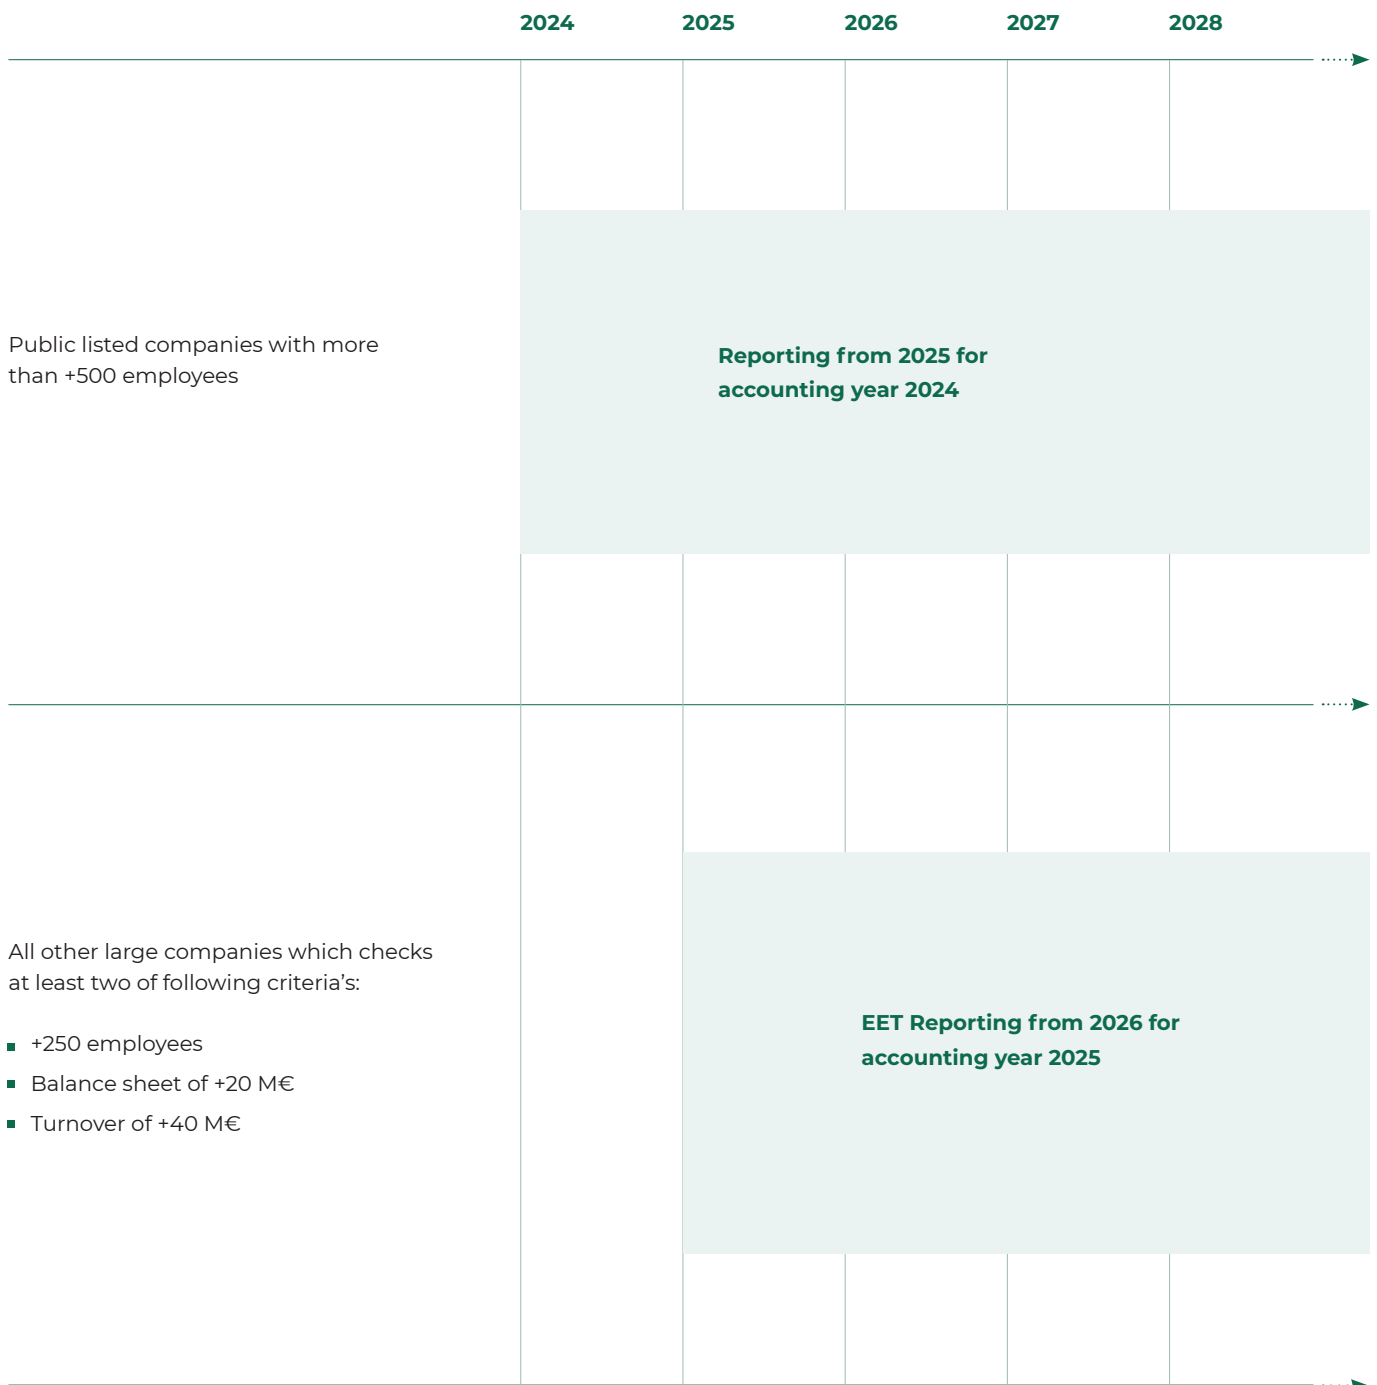 2024 2025 2026 2027 2028
Public listed companies with more
than +500 employees
Reporting from 2025 for
accounting year 2024
All other large companies which checks
at least two of following criteria’s:
+250 employees
Balance sheet of +20 M€
Turnover of +40 M€
EET Reporting from 2026 for
accounting year 2025